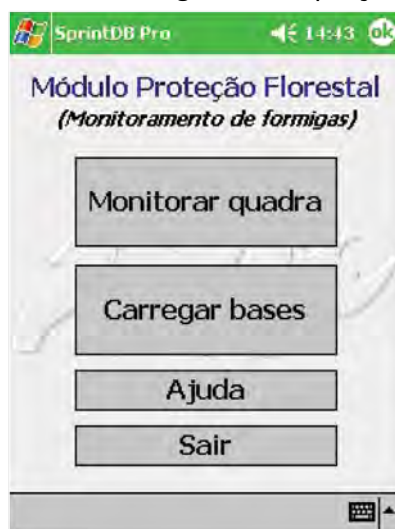 SprintDB Pro 14:43 ok
Módulo Proteção Florestal
(Monitoramento de formigas)
Monitorar quadra
Carregar bases
Ajuda
Sair